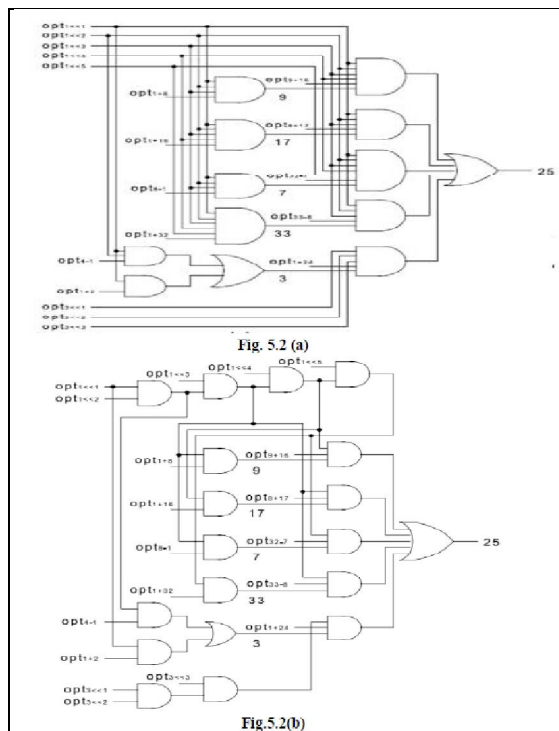 opt1<<1
opt1<<2
opt1<<3
opt1<<4
opt1<<5
opt1+8
9
17
opt1+16
opt8-1
7
opt1+32
33
opt33-8
opt4-1
opt1+2
3
opt1+24
opt3<<1
opt3<<2
opt3<<3
25
Fig. 5.2 (a)
opt1<<5
opt1<<4
opt1<<3
opt1<<1
opt1<<2
opt1+8
opt9+16
9
opt1+16
opt8+17
17
opt8-1
opt32-7
7
25
opt1+32
opt33-8
33
opt4-1
opt1+24
opt1+2
3
opt3<<3
opt3<<1
opt3<<2
Fig.5.2(b)